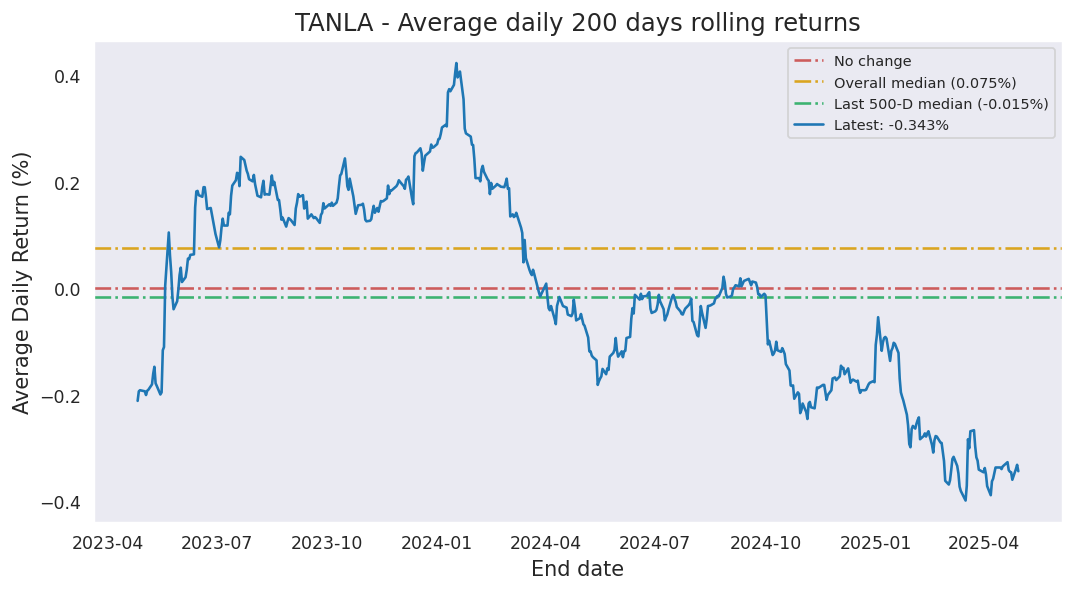 TANLA - Average daily 200 days rolling returns
No change
Overall median (0.075%)
Last 500-D median (-0.015%)
Latest: -0.343%
Average Daily Return (%)
0.4
0.2
0.0
−0.2
−0.4
2023-04 2023-07 2023-10 2024-01 2024-04 2024-07 2024-10 2025-01 2025-04
End date